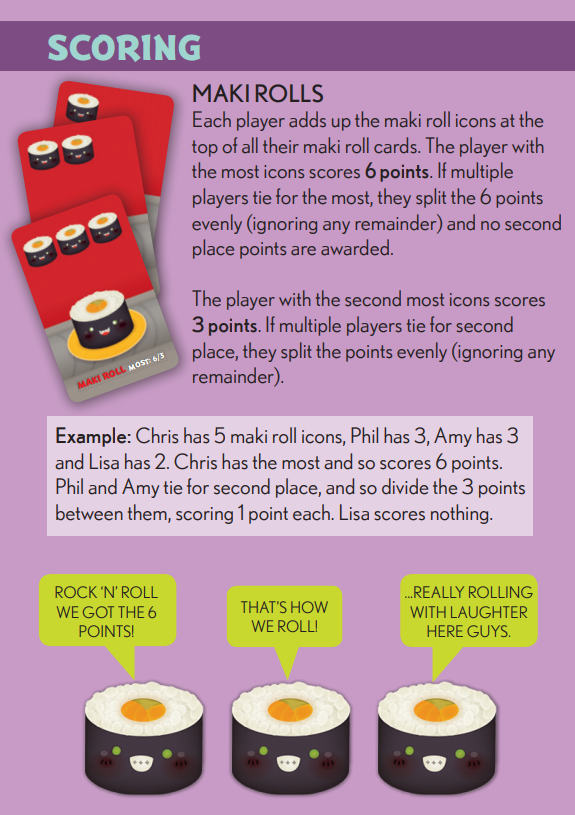 SCORING
MAKI ROLLS
Each player adds up the maki roll icons at the
top of all their maki roll cards. The player with
the most icons scores 6 points. If multiple
players tie for the most, they split the 6 points
evenly (ignoring any remainder) and no second
place points are awarded.
The player with the second most icons scores
3 points. If multiple players tie for second
place, they split the points evenly (ignoring any
remainder).
MAKI ROLL MOST: 6/3
Example: Chris has 5 maki roll icons, Phil has 3, Amy has 3
and Lisa has 2. Chris has the most and so scores 6 points.
Phil and Amy tie for second place, and so divide the 3 points
between them, scoring 1 point each. Lisa scores nothing.
ROCK ‘N’ ROLL
WE GOT THE 6
POINTS!
THAT’S HOW
WE ROLL!
...REALLY ROLLING
WITH LAUGHTER
HERE GUYS.